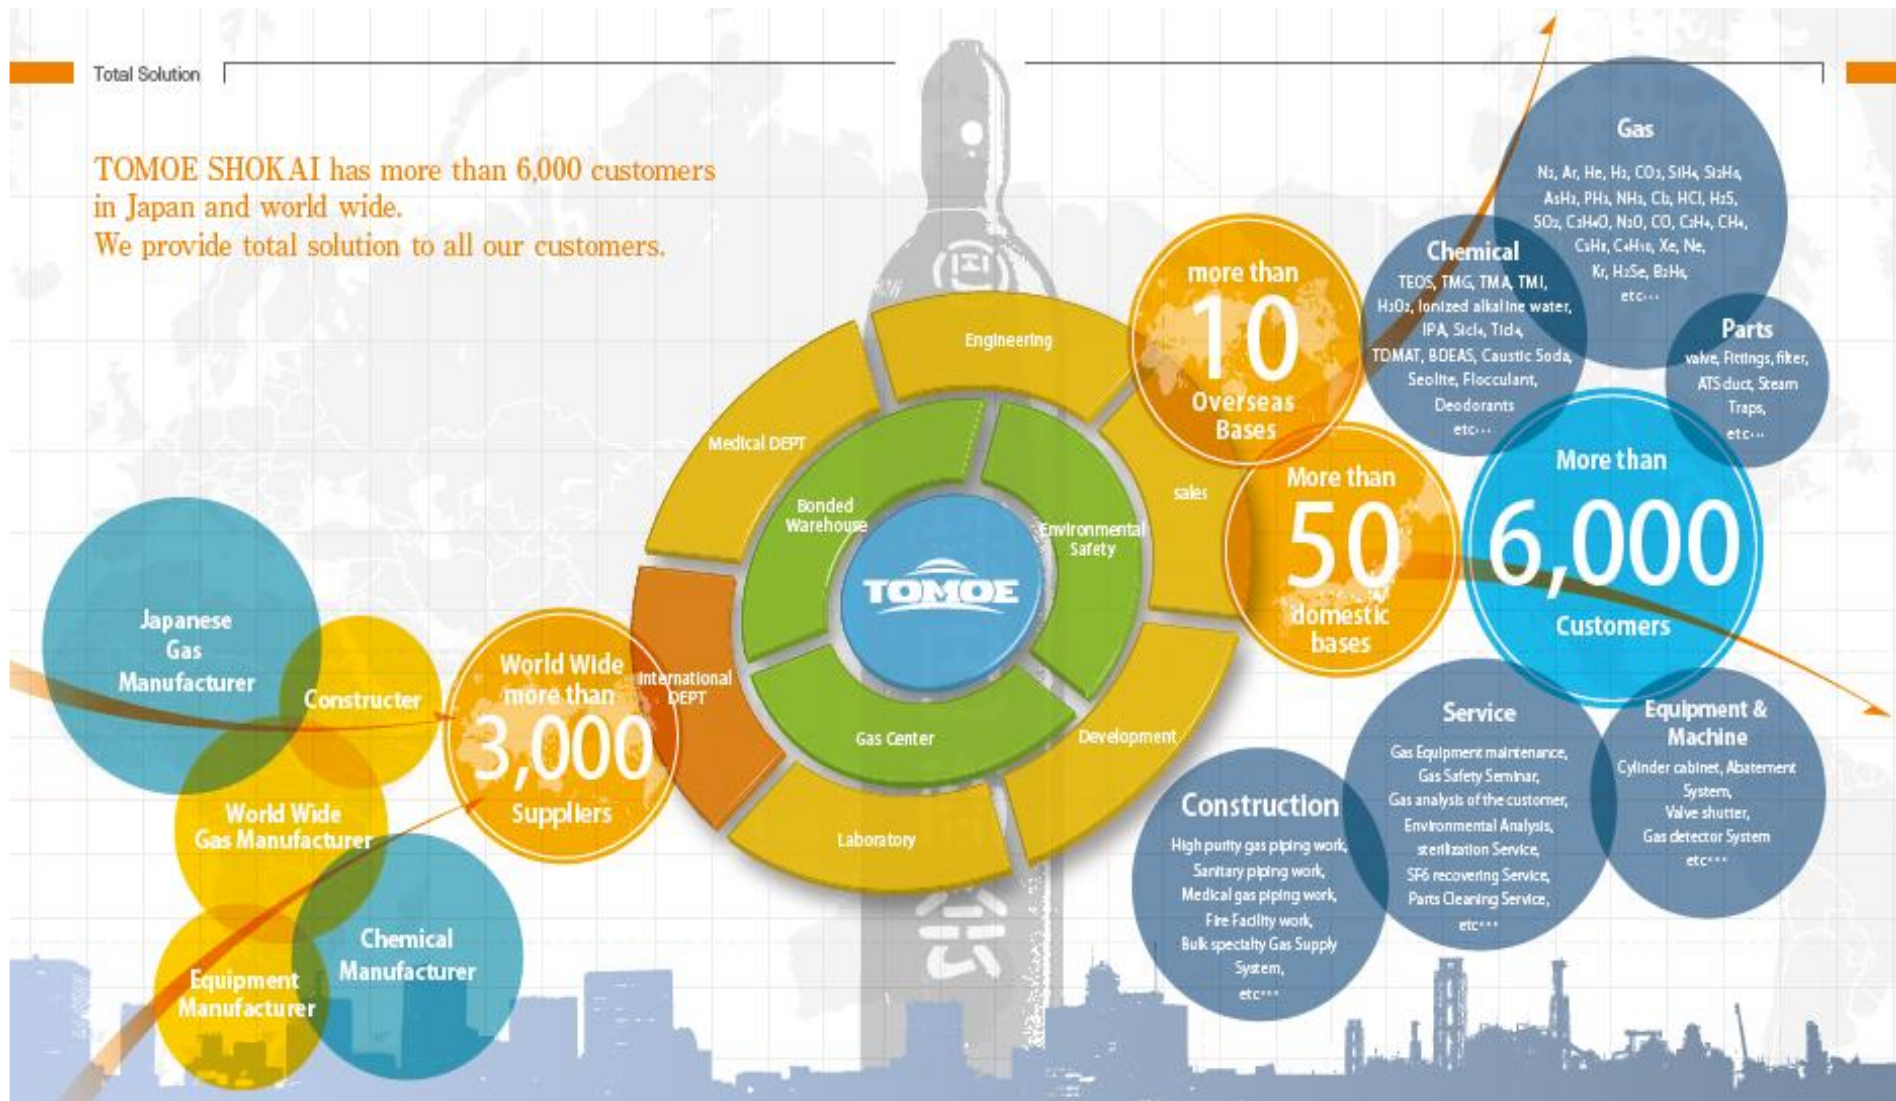 Total Solution
TOMOE SHOKAI has more than 6,000 customers
in Japan and world wide.
We provide total solution to all our customers.
Japanese
Gas
Manufacturer
Constructer
World Wide
Gas Manufacturer
Equipment
Manufacturer
Chemical
Manufacturer
World Wide
more than
3,000
Suppliers
Engineering
Medical DEPT
sales
International
DEPT
Development
Laboratory
Bonded
Warehouse
Environmental
Safety
Gas Center
TOMOE
more than
10
Overseas
Bases
More than
50
domestic
bases
More than
6,000
Customers
Gas
N₂, Ar, He, H₂, CO₂, SiH₄, Si₂H₆,
AsH₃, PH₃, NH₃, Cl₂, HCl, H₂S,
SO₂, C₂H₄O, N₂O, CO, C₂H₄, CH₄,
C₃H₈, C₄H₁₀, Xe, Ne,
Kr, H₂Se, B₂H₆,
etc…
Chemical
TEOS, TMG, TMA, TMI,
H₂O₂, Ionized alkaline water,
IPA, Sicl₄, Ticl₄,
TDMAT, BDEAS, Caustic Soda,
Seolite, Flocculant,
Deodorants
etc…
Parts
valve, Fittings, filter,
ATS duct, Steam
Traps,
etc…
Construction
High purity gas piping work,
Sanitary piping work,
Medical gas piping work,
Fire Facility work,
Bulk specialty Gas Supply
System,
etc…
Service
Gas Equipment maintenance,
Gas Safety Seminar,
Gas analysis of the customer,
Environmental Analysis,
sterilization Service,
SF6 recovering Service,
Parts Cleaning Service,
etc…
Equipment &
Machine
Cylinder cabinet, Abatement
System,
Valve shutter,
Gas detector System
etc…